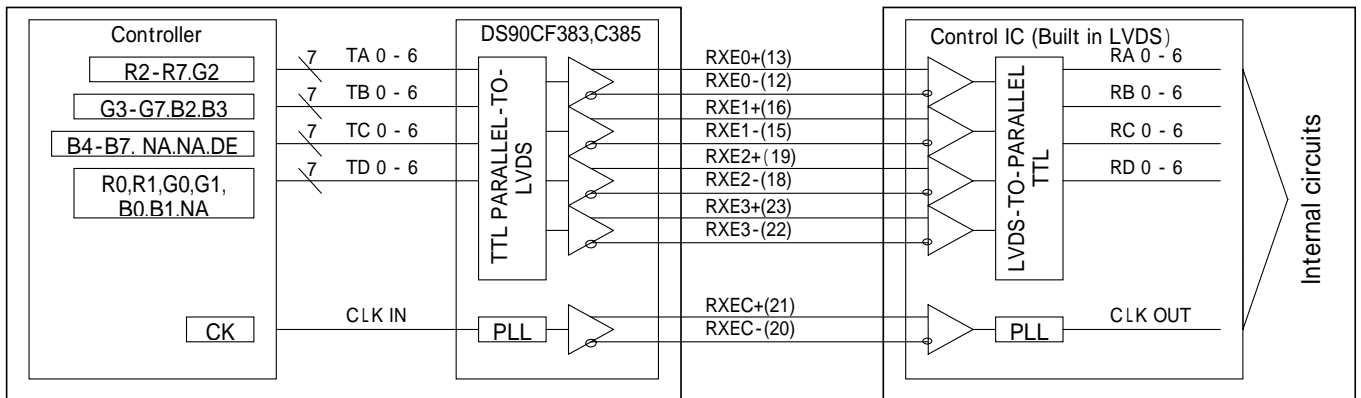 Controller
R2-R7.G2
G3-G7.B2.B3
B4-B7. NA.NA.DE
R0,R1,G0,G1,
B0.B1.NA
CK
7
TA 0 - 6
7
TB 0 - 6
7
TC 0 - 6
7
TD 0 - 6
CLK IN
DS90CF383,C385
TTL PARALLEL-TO-
LVDS
PLL
RXE0+(13)
RXE0-(12)
RXE1+(16)
RXE1-(15)
RXE2+(19)
RXE2-(18)
RXE3+(23)
RXE3-(22)
RXEC+(21)
RXEC-(20)
Control IC (Built in LVDS)
LVDS-TO-PARALLEL
TTL
PLL
RA 0 - 6
RB 0 - 6
RC 0 - 6
RD 0 - 6
CLK OUT
Internal circuits